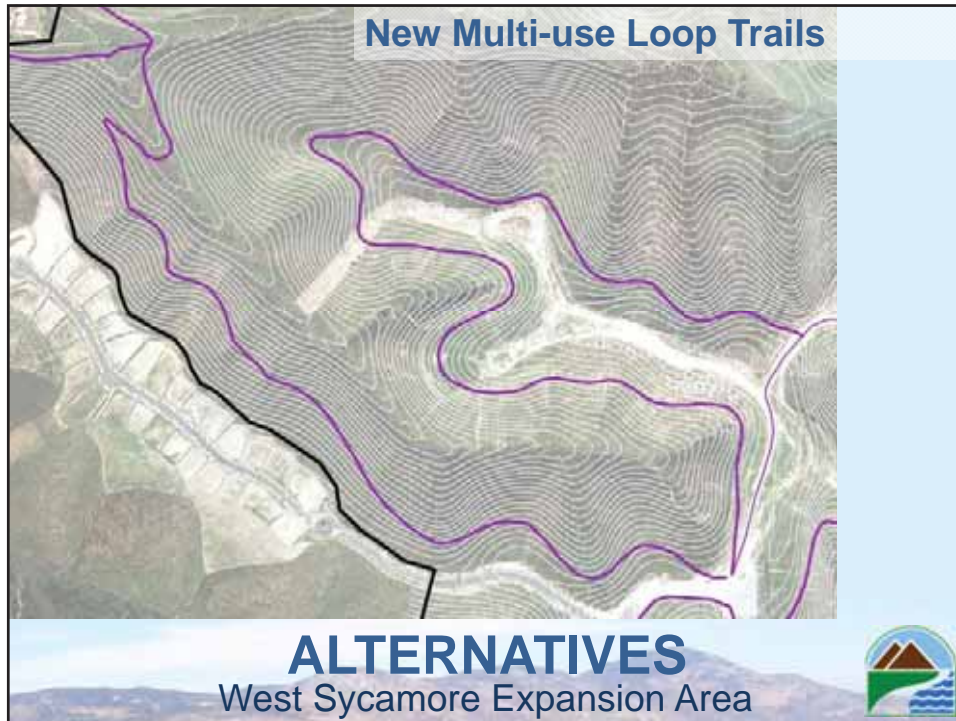 New Multi-use Loop Trails
ALTERNATIVES
West Sycamore Expansion Area